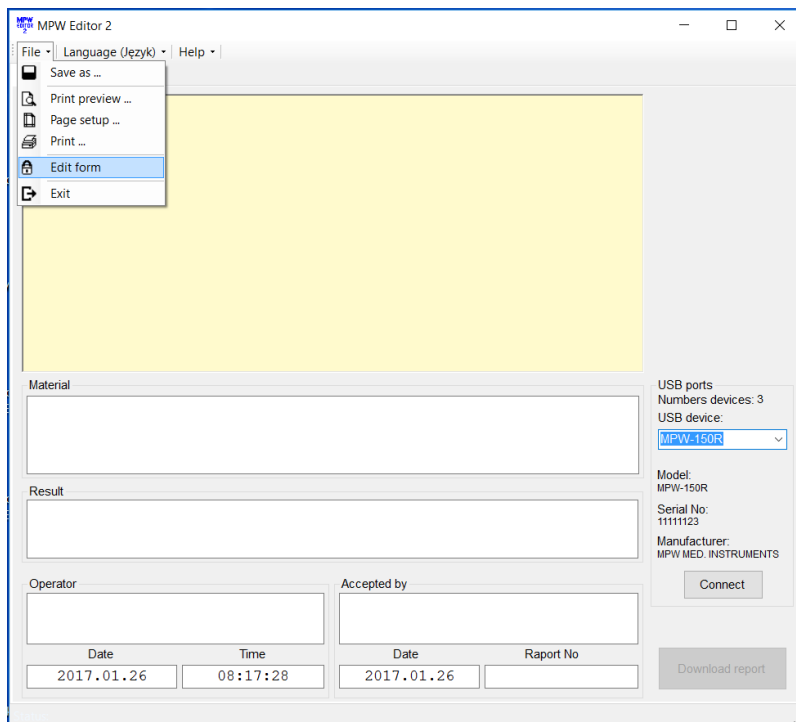 MPW
EDITOR
2
MPW Editor 2
File Language (Język) Help
Save as ...
Print preview ...
Page setup ...
Print ...
Edit form
Exit
Material
Result
Operator
Date Time
2017.01.26 08:17:28
Accepted by
Date Raport No
2017.01.26
USB ports
Numbers devices: 3
USB device:
MPW-150R
Model:
MPW-150R
Serial No:
11111123
Manufacturer:
MPW MED. INSTRUMENTS
Connect
Download report